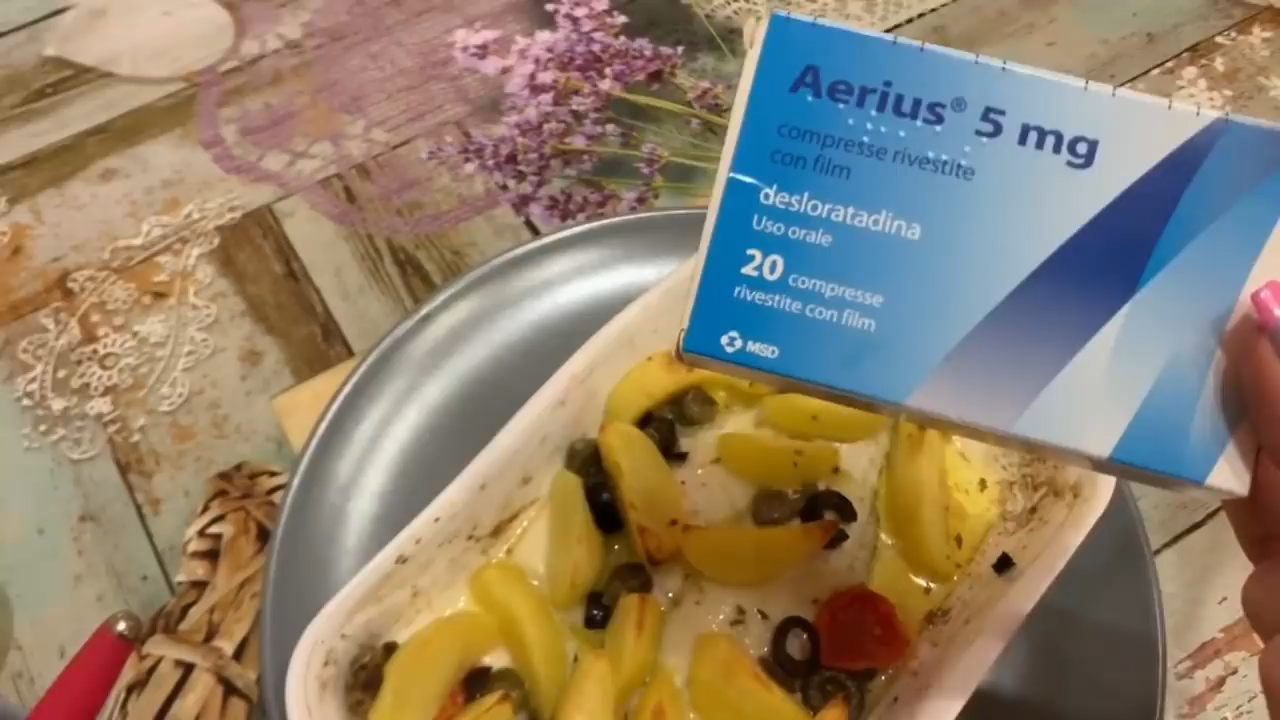 Aerius® 5 mg
compresse rivestite
con film
desloratadina
Uso orale
20 compresse
rivestite con film
MSD